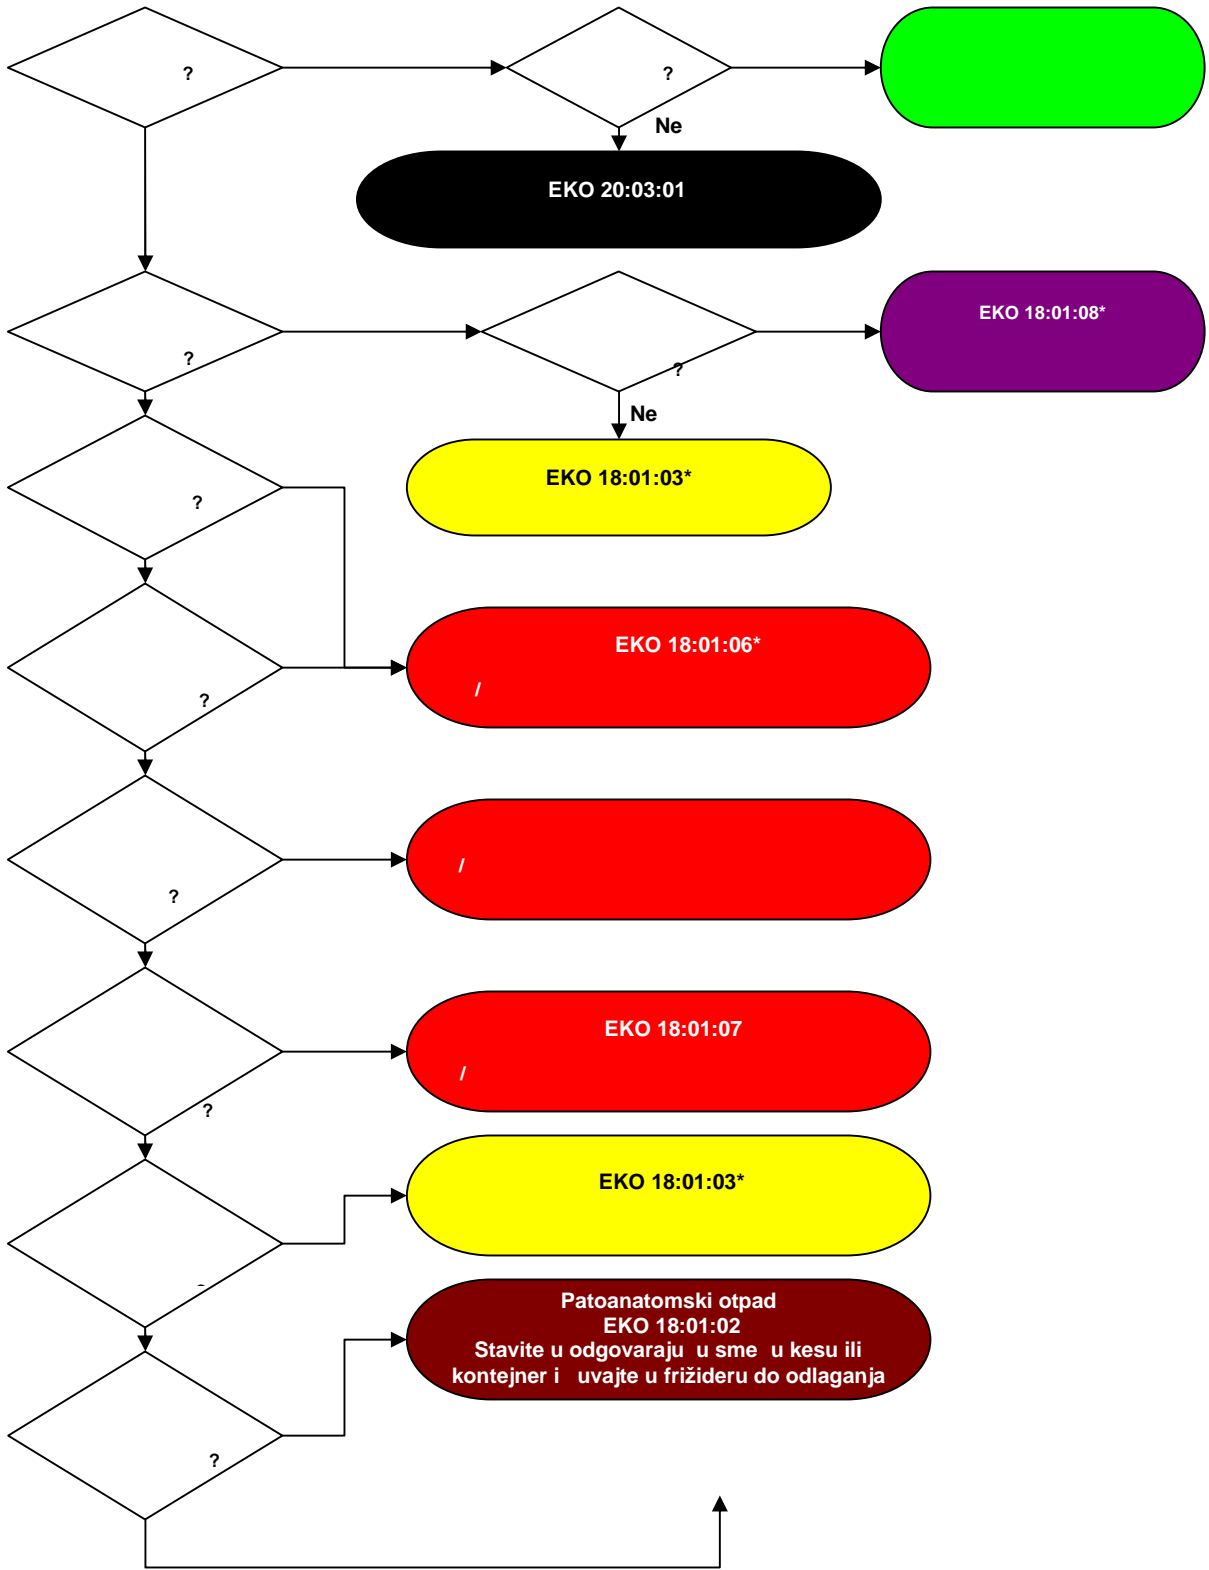 ?
?
Ne
EKO 20:03:01
?
?
EKO 18:01:08*
Ne
EKO 18:01:03*
?
EKO 18:01:06*
/
?
/
?
EKO 18:01:07
/
?
EKO 18:01:03*
?
Patoanatomski otpad
EKO 18:01:02
Stavite u odgovaraju u sme u kesu ili
kontejner i uvajte u frižideru do odlaganja
?